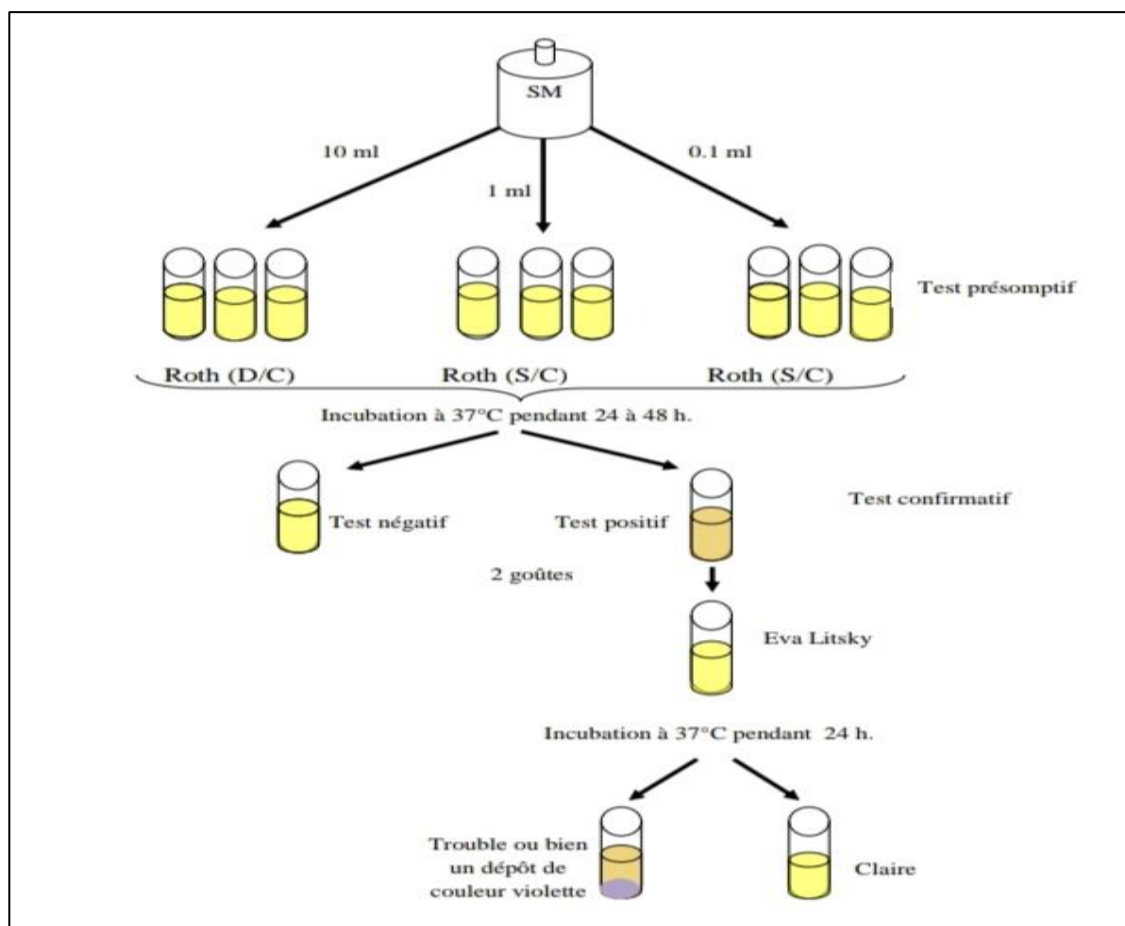 SM
10 ml
0.1 ml
1 ml
Test présomptif
Roth (D/C)
Roth (S/C)
Roth (S/C)
Incubation à 37°C pendant 24 à 48 h.
Test négatif
Test positif
Test confirmatif
2 goûtes
Eva Litsky
Incubation à 37°C pendant 24 h.
Trouble ou bien
un dépôt de
couleur violette
Claire